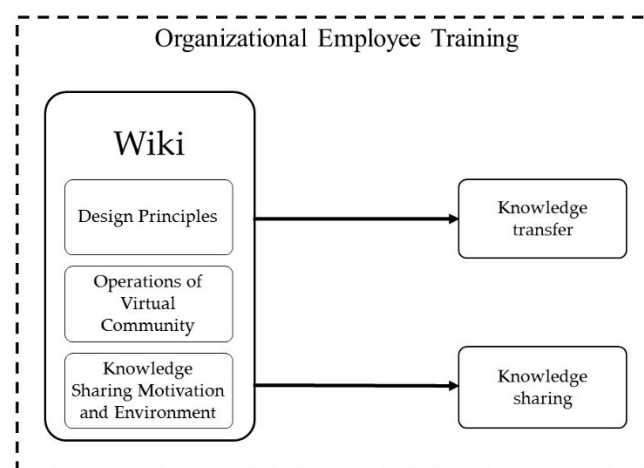 Organizational Employee Training
Wiki
Design Principles
Operations of
Virtual
Community
Knowledge
Sharing Motivation
and Environment
Knowledge
transfer
Knowledge
sharing